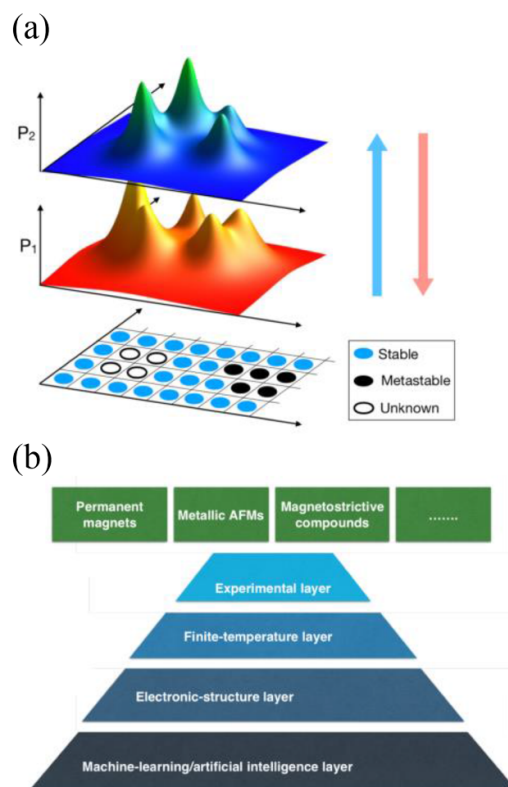 (a)
P2
P1
Stable
Metastable
Unknown
(b)
Permanent
magnets
Metallic AFMs
Magnetostrictive
compounds
.......
Experimental layer
Finite-temperature layer
Electronic-structure layer
Machine-learning/artificial intelligence layer